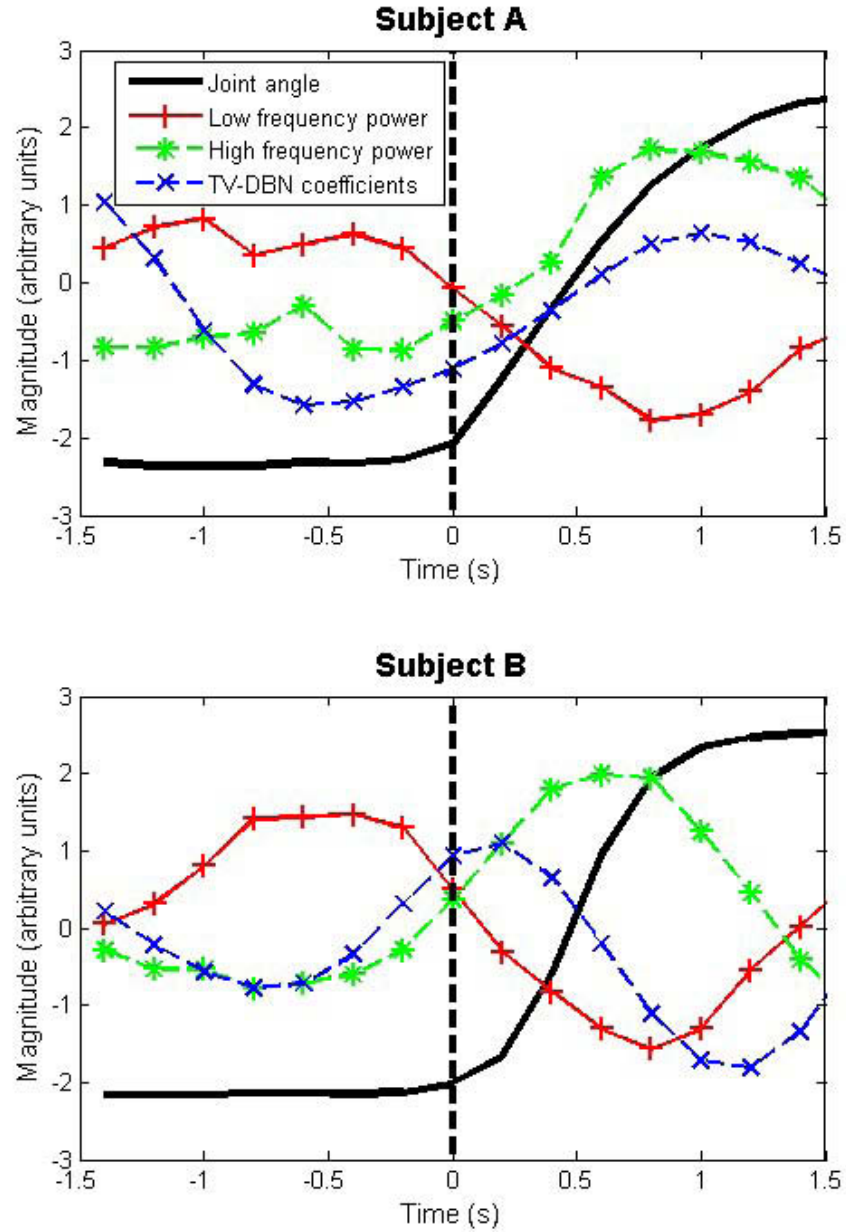 Subject A
3
2
1
0
-1
-2
-3
Magnitude (arbitrary units)
Joint angle
Low frequency power
High frequency power
TV-DBN coefficients
-1.5
-1
-0.5
0
0.5
1
1.5
Time (s)
Subject B
3
2
1
0
-1
-2
-3
Magnitude (arbitrary units)
-1.5
-1
-0.5
0
0.5
1
1.5
Time (s)